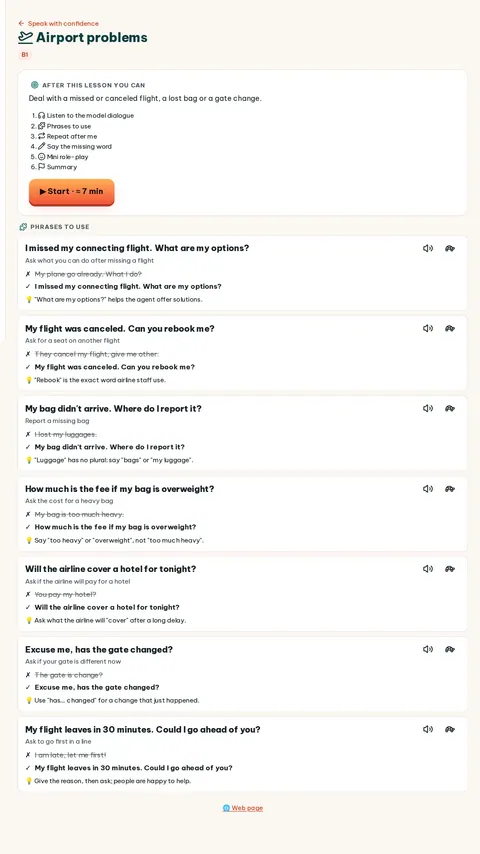 ← Speak with confidence
Airport problems
B1
AFTER THIS LESSON YOU CAN
Deal with a missed or canceled flight, a lost bag or a gate change.
1. Listen to the model dialogue
2. Phrases to use
3. Repeat after me
4. Say the missing word
5. Mini role-play
6. Summary
▶ Start · ≈ 7 min
PHRASES TO USE
I missed my connecting flight. What are my options?
Ask what you can do after missing a flight
✗ My plane go already. What I do?
✓ I missed my connecting flight. What are my options?
💡 "What are my options?" helps the agent offer solutions.
My flight was canceled. Can you rebook me?
Ask for a seat on another flight
✗ They cancel my flight, give me other.
✓ My flight was canceled. Can you rebook me?
💡 "Rebook" is the exact word airline staff use.
My bag didn't arrive. Where do I report it?
Report a missing bag
✗ I lost my luggages.
✓ My bag didn't arrive. Where do I report it?
💡 "Luggage" has no plural: say "bags" or "my luggage".
How much is the fee if my bag is overweight?
Ask the cost for a heavy bag
✗ My bag is too much heavy.
✓ How much is the fee if my bag is overweight?
💡 Say "too heavy" or "overweight", not "too much heavy".
Will the airline cover a hotel for tonight?
Ask if the airline will pay for a hotel
✗ You pay my hotel?
✓ Will the airline cover a hotel for tonight?
💡 Ask what the airline will "cover" after a long delay.
Excuse me, has the gate changed?
Ask if your gate is different now
✗ The gate is change?
✓ Excuse me, has the gate changed?
💡 Use "has... changed" for a change that just happened.
My flight leaves in 30 minutes. Could I go ahead of you?
Ask to go first in a line
✗ I am late, let me first!
✓ My flight leaves in 30 minutes. Could I go ahead of you?
💡 Give the reason, then ask; people are happy to help.
🌐 Web page